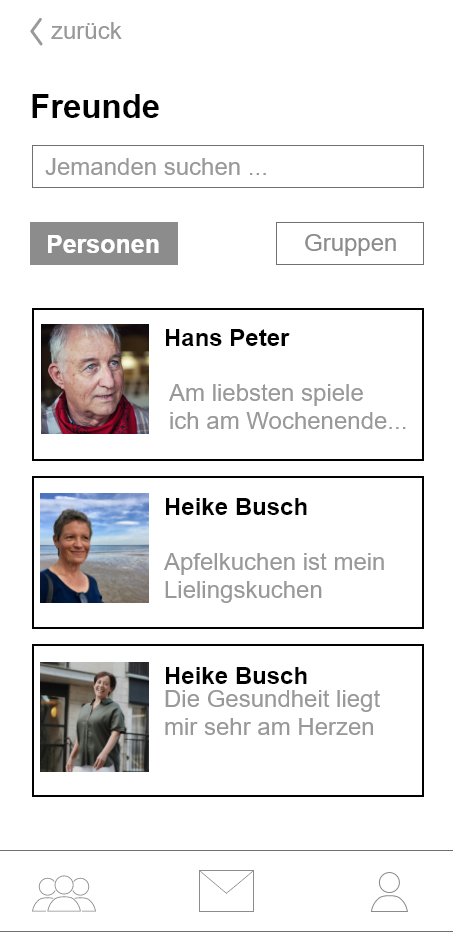 zurück
Freunde
Jemanden suchen ...
Personen
Gruppen
Hans Peter
Am liebsten spiele
ich am Wochenende...
Heike Busch
Apfelkuchen ist mein
Lielingskuchen
Heike Busch
Die Gesundheit liegt
mir sehr am Herzen